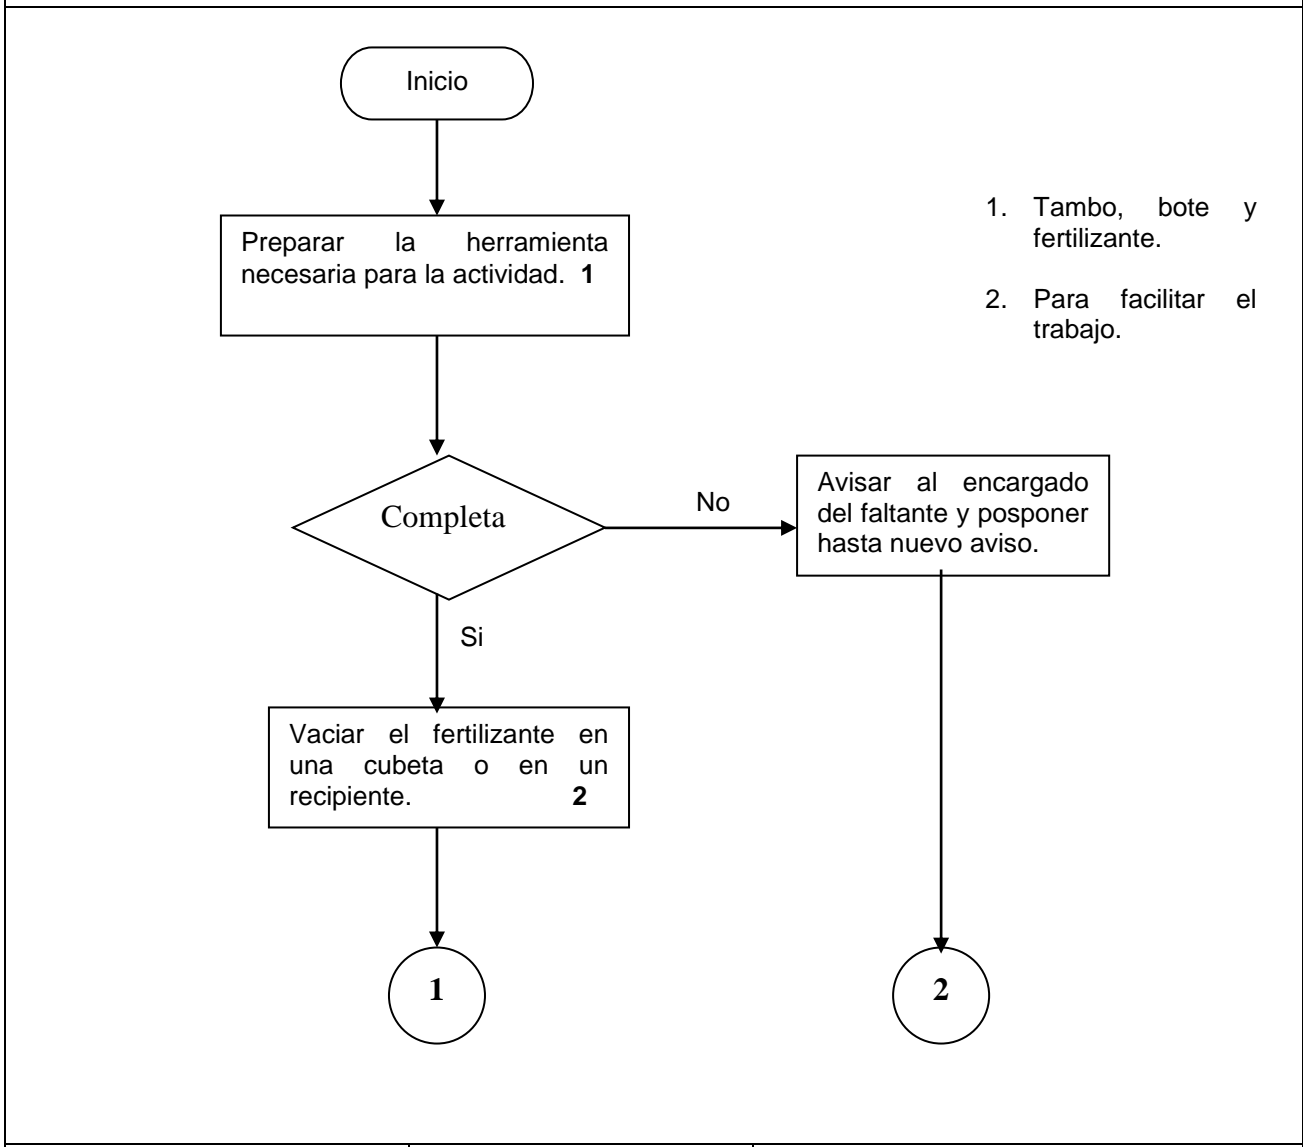 Inicio
Preparar la herramienta
necesaria para la actividad. 1
1. Tambo, bote y
fertilizante.
2. Para facilitar el
trabajo.
Completa
No
Avisar al encargado
del faltante y posponer
hasta nuevo aviso.
Si
Vaciar el fertilizante en
una cubeta o en un
recipiente. 2
1
2